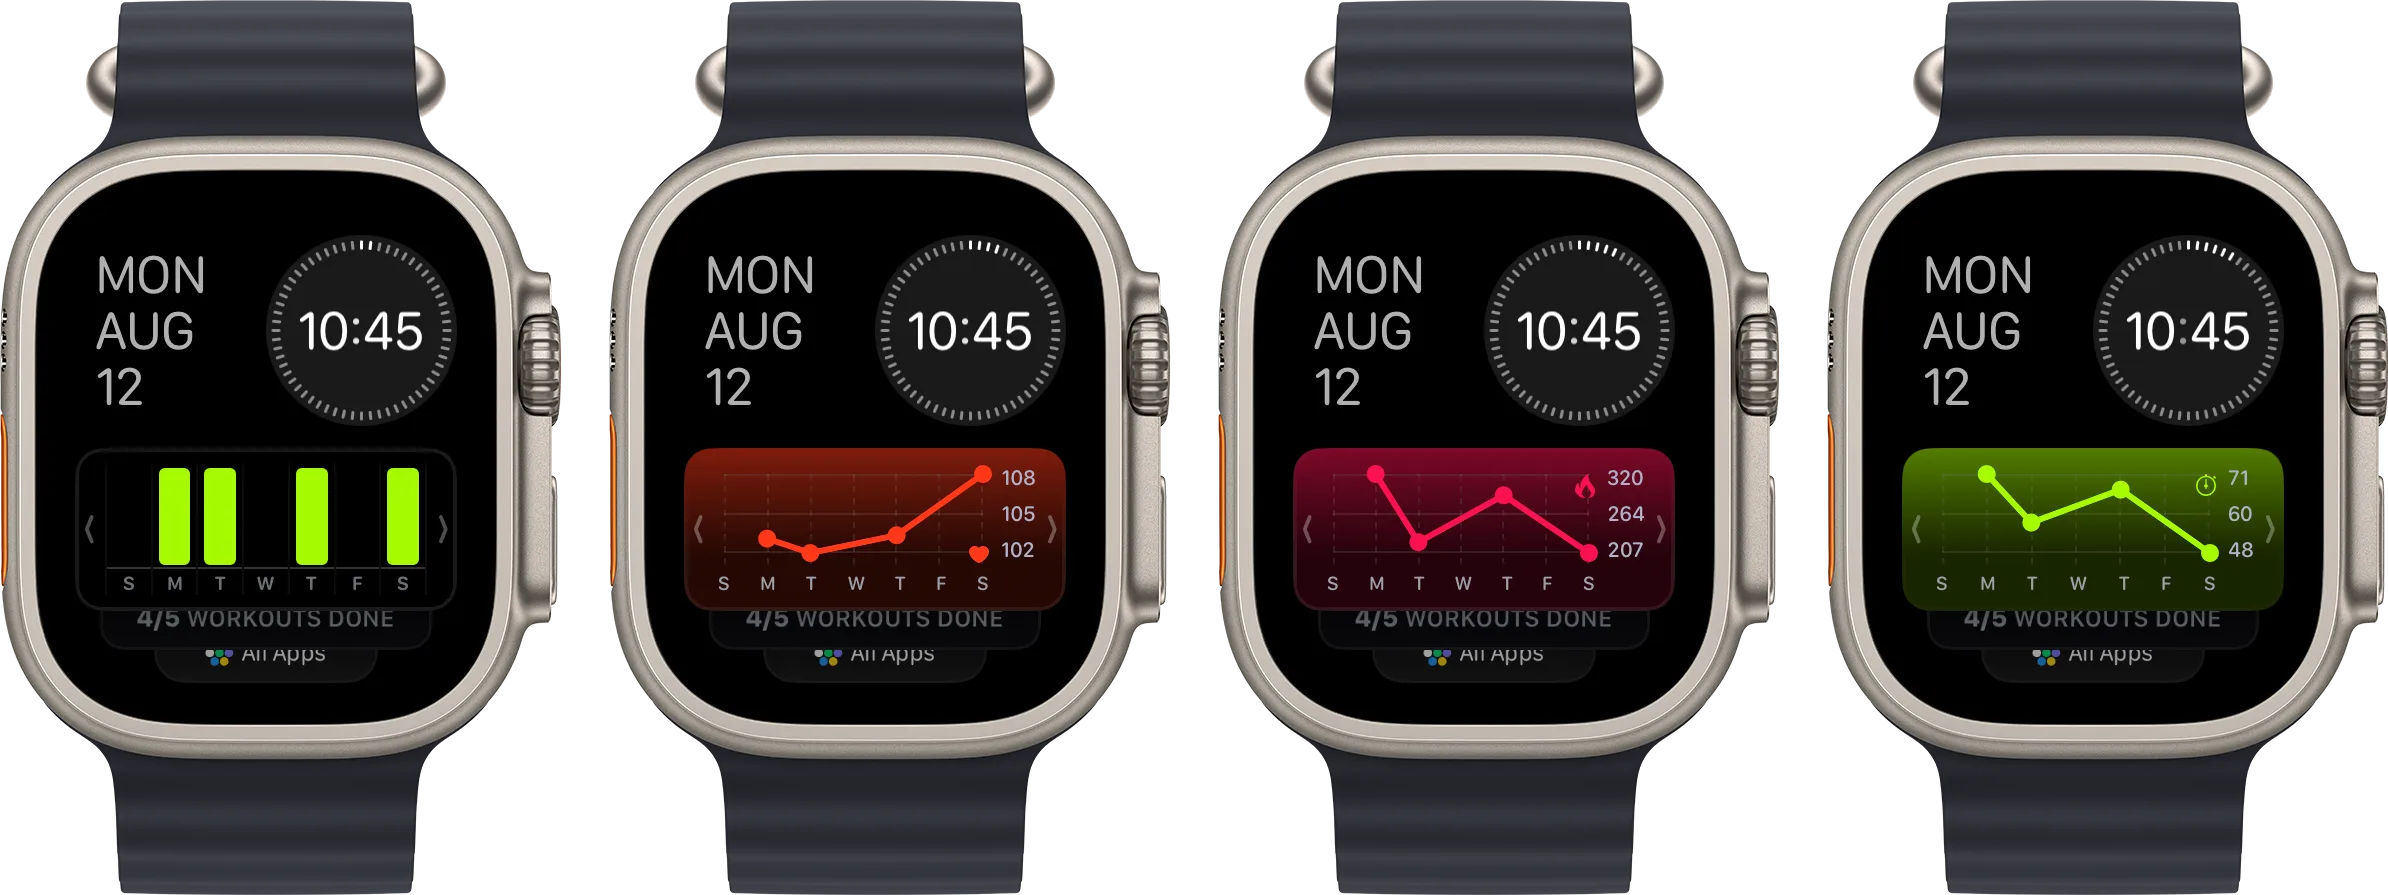 MON
AUG
12
10:45
S M T W T F S
4/5 WORKOUTS DONE
All Apps
MON
AUG
12
10:45
108
105
102
S M T W T F S
4/5 WORKOUTS DONE
All Apps
MON
AUG
12
10:45
320
264
207
S M T W T F S
4/5 WORKOUTS DONE
All Apps
MON
AUG
12
10:45
71
60
48
S M T W T F S
4/5 WORKOUTS DONE
All Apps